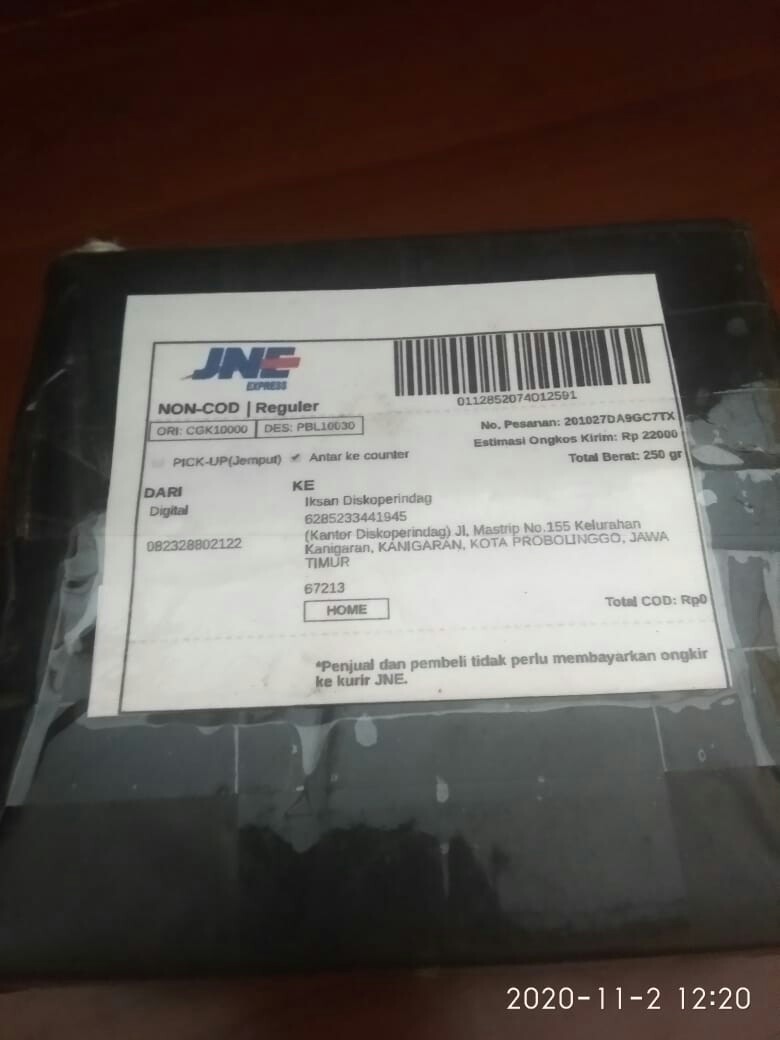 JNE
EXPRESS
0112852074012591
NON-COD | Reguler
ORI: CGK10000 DES: PBL10030
No. Pesanan: 201027DA9GC7TX
Estimasi Ongkos Kirim: Rp 22000
Total Berat: 250 gr
PICK-UP(Jemput) ✔ Antar ke counter
DARI
Digital
082328802122
KE
Iksan Diskoperindag
6285233441945
(Kantor Diskoperindag) Jl, Mastrip No.155 Kelurahan
Kanigaran, KANIGARAN, KOTA PROBOLINGGO, JAWA
TIMUR
67213
HOME
Total COD: Rp0
*Penjual dan pembeli tidak perlu membayarkan ongkir
ke kurir JNE.
2020-11-2 12:20